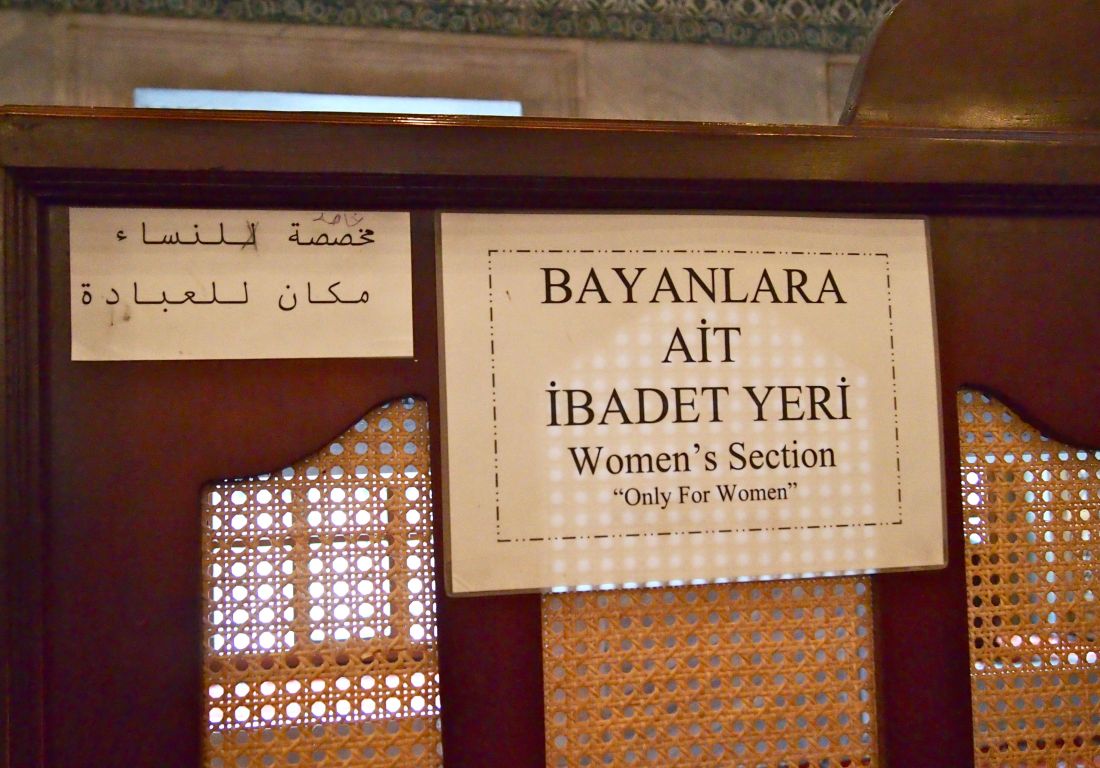 مخصصة للنساء
مكان للعبادة
BAYANLARA
AİT
İBADET YERİ
Women’s Section
“Only For Women”